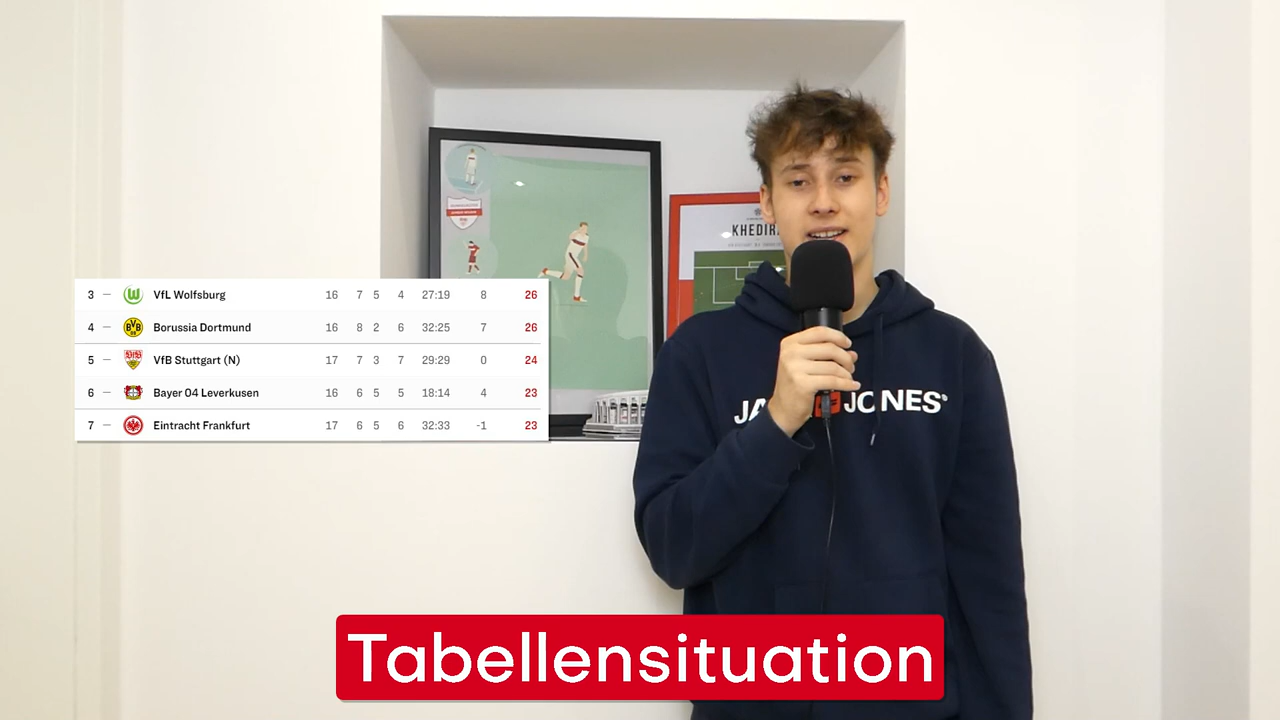 KHEDIRA
3 – VfL Wolfsburg 16 7 5 4 27:19 8 26
4 – Borussia Dortmund 16 8 2 6 32:25 7 26
5 – VfB Stuttgart (N) 17 7 3 7 29:29 0 24
6 – Bayer 04 Leverkusen 16 6 5 5 18:14 4 23
7 – Eintracht Frankfurt 17 6 5 6 32:33 -1 23
JA JONES®
Tabellensituation